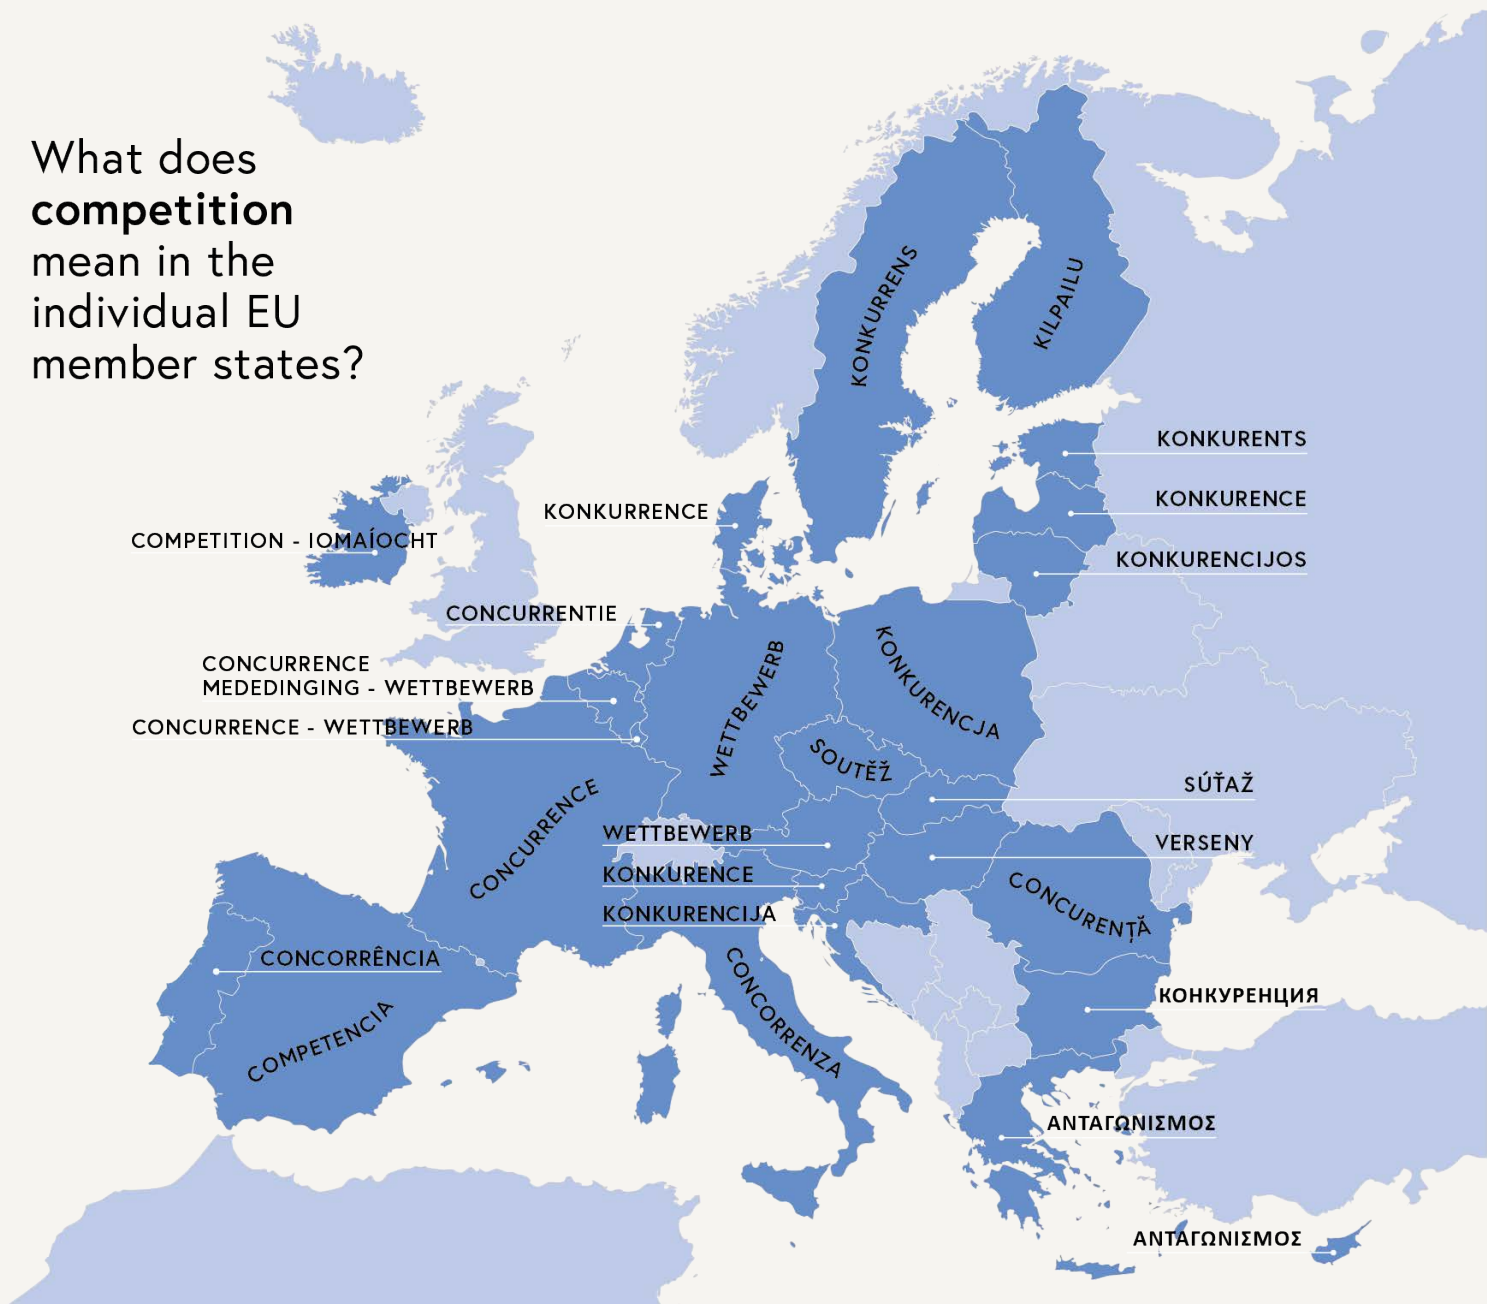 What does
competition
mean in the
individual EU
member states?
KONKURRENS
KILPAILU
KONKURENTS
KONKURENCE
KONKURENCIJOS
KONKURRENCE
COMPETITION - IOMAÍOCHT
CONCURRENTIE
CONCURRENCE
MEDEDINGING - WETTBEWERB
CONCURRENCE - WETTBEWERB
WETTBEWERB
KONKURENCJA
SOUTĚŽ
SÚŤAŽ
VERSENY
CONCURRENCE
WETTBEWERB
KONKURENCE
KONKURENCIJA
CONCURENȚĂ
CONCORRÊNCIA
COMPETENCIA
CONCORRENZA
КОНКУРЕНЦИЯ
ΑΝΤΑΓΩΝΙΣΜΟΣ
ΑΝΤΑΓΩΝΙΣΜΟΣ